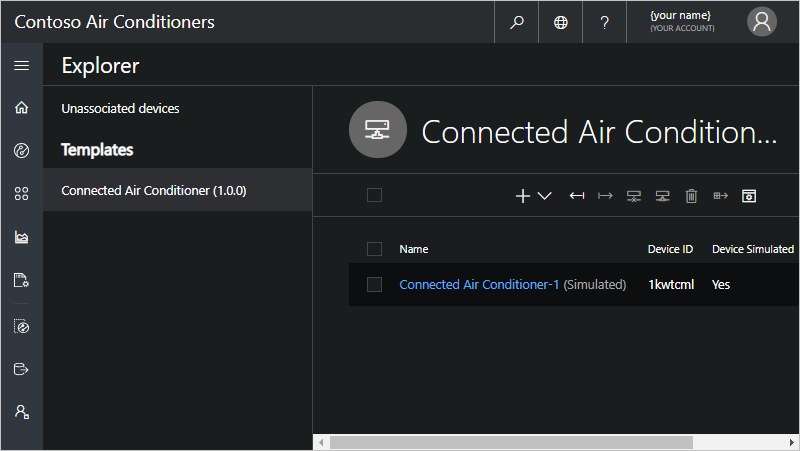 Contoso Air Conditioners
?
{your name}
(YOUR ACCOUNT)
Explorer
Unassociated devices
Templates
Connected Air Conditioner (1.0.0)
Connected Air Condition...
Name Device ID Device Simulated
Connected Air Conditioner-1 (Simulated) 1kwtcml Yes